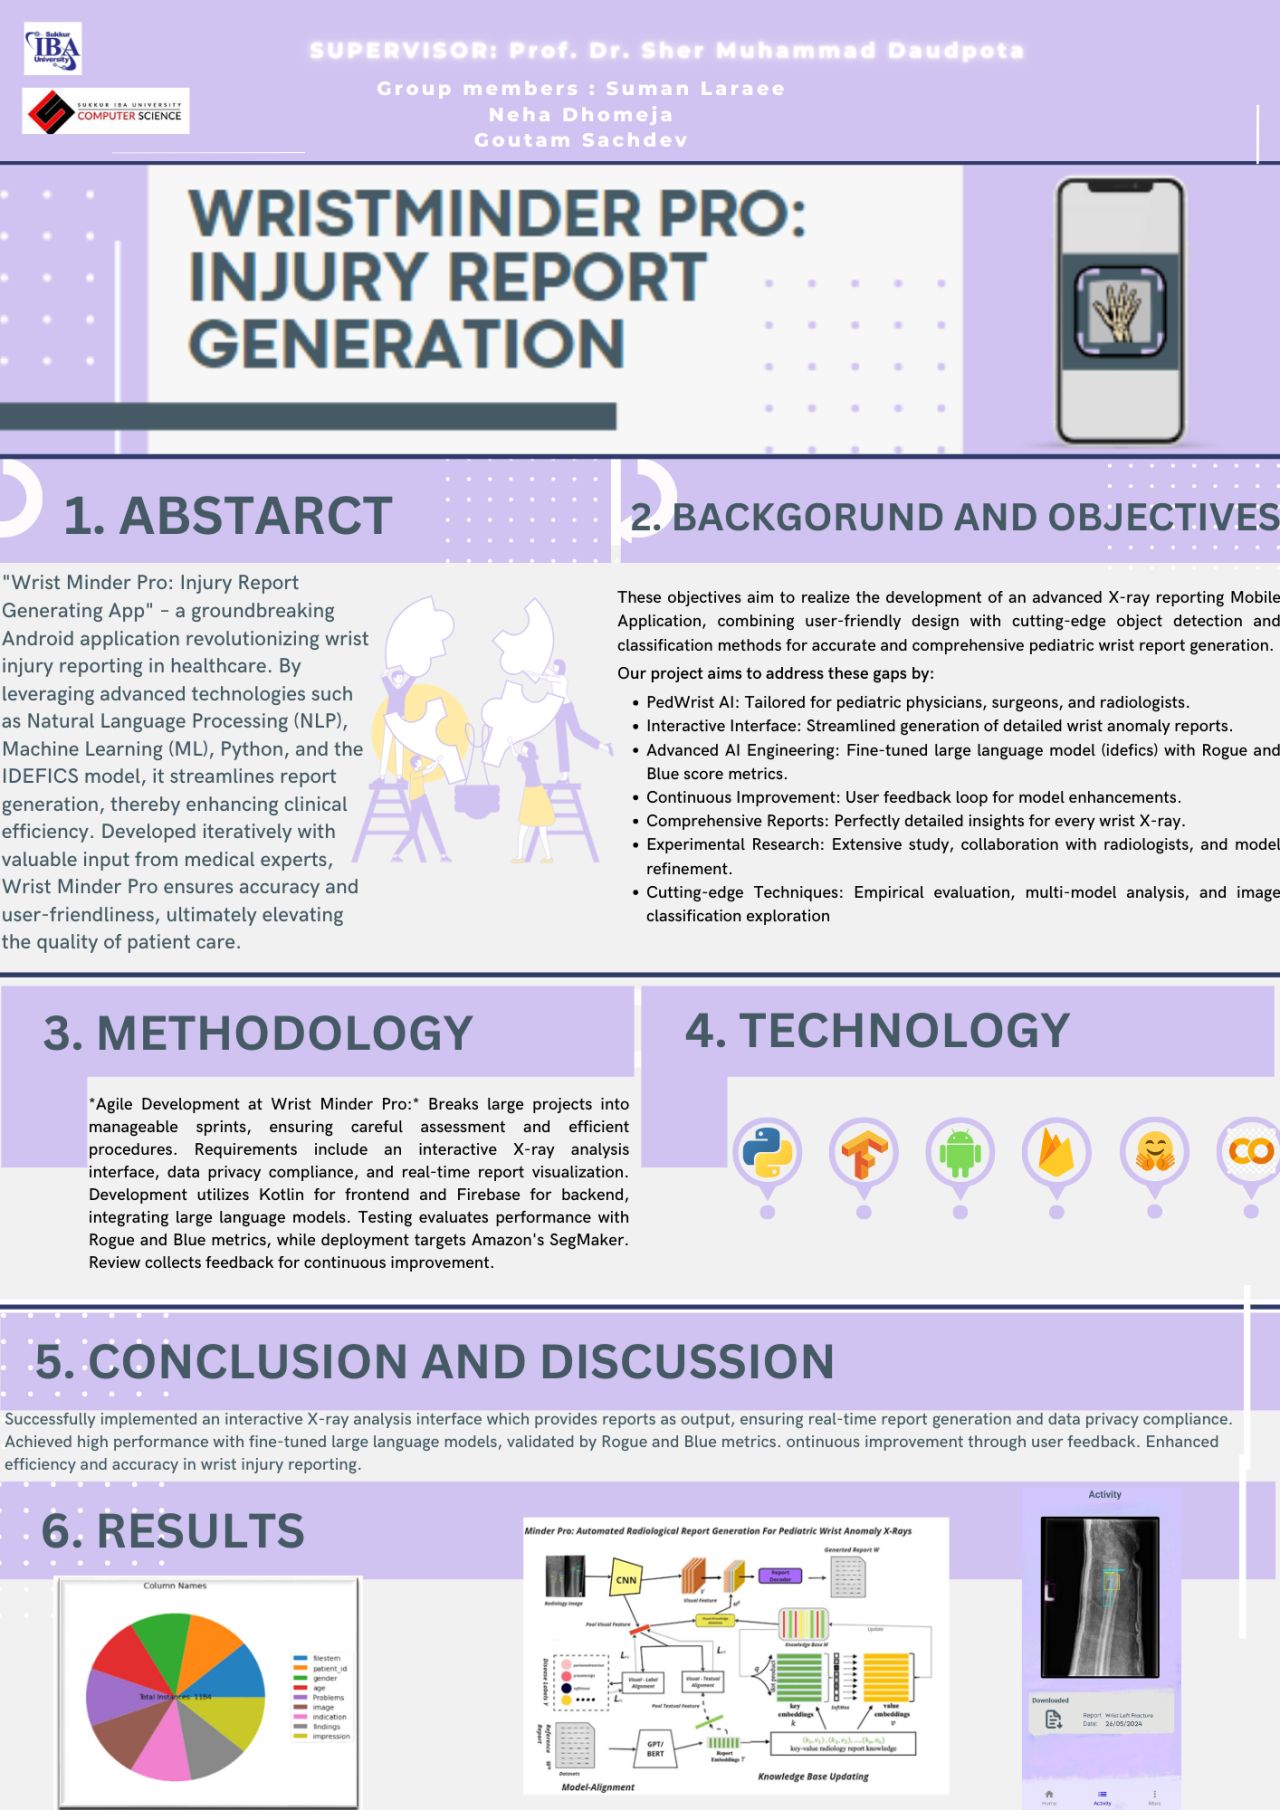 Sukkur
IBA
University
SUKKUR IBA UNIVERSITY
COMPUTER SCIENCE
SUPERVISOR: Prof. Dr. Sher Muhammad Daudpota
Group members : Suman Laraee
Neha Dhomeja
Goutam Sachdev
WRISTMINDER PRO:
INJURY REPORT
GENERATION
1. ABSTARCT
"Wrist Minder Pro: Injury Report
Generating App" – a groundbreaking
Android application revolutionizing wrist
injury reporting in healthcare. By
leveraging advanced technologies such
as Natural Language Processing (NLP),
Machine Learning (ML), Python, and the
IDEFICS model, it streamlines report
generation, thereby enhancing clinical
efficiency. Developed iteratively with
valuable input from medical experts,
Wrist Minder Pro ensures accuracy and
user-friendliness, ultimately elevating
the quality of patient care.
2. BACKGORUND AND OBJECTIVES
These objectives aim to realize the development of an advanced X-ray reporting Mobile
Application, combining user-friendly design with cutting-edge object detection and
classification methods for accurate and comprehensive pediatric wrist report generation.
Our project aims to address these gaps by:
• PedWrist AI: Tailored for pediatric physicians, surgeons, and radiologists.
• Interactive Interface: Streamlined generation of detailed wrist anomaly reports.
• Advanced AI Engineering: Fine-tuned large language model (idefics) with Rogue and
Blue score metrics.
• Continuous Improvement: User feedback loop for model enhancements.
• Comprehensive Reports: Perfectly detailed insights for every wrist X-ray.
• Experimental Research: Extensive study, collaboration with radiologists, and model
refinement.
• Cutting-edge Techniques: Empirical evaluation, multi-model analysis, and image
classification exploration
3. METHODOLOGY
*Agile Development at Wrist Minder Pro:* Breaks large projects into
manageable sprints, ensuring careful assessment and efficient
procedures. Requirements include an interactive X-ray analysis
interface, data privacy compliance, and real-time report visualization.
Development utilizes Kotlin for frontend and Firebase for backend,
integrating large language models. Testing evaluates performance with
Rogue and Blue metrics, while deployment targets Amazon's SegMaker.
Review collects feedback for continuous improvement.
4. TECHNOLOGY
5. CONCLUSION AND DISCUSSION
Successfully implemented an interactive X-ray analysis interface which provides reports as output, ensuring real-time report generation and data privacy compliance.
Achieved high performance with fine-tuned large language models, validated by Rogue and Blue metrics. ontinuous improvement through user feedback. Enhanced
efficiency and accuracy in wrist injury reporting.
6. RESULTS
Column Names
Total Instances: 1184
filestem
patient_id
gender
age
Problems
image
indication
findings
impression
Minder Pro: Automated Radiological Report Generation For Pediatric Wrist Anomaly X-Rays
Radiology Image
CNN
Visual Feature
Report
Decoder
Generted Report W
Pool Visual Feature
Knowledge Base M
Update
Disease Labels Y
Visual - Label
Alignment
Visual - Textual
Alignment
Pool Textual Feature
dot product
key
embeddings
k
SoftMax
value
embeddings
v
Reference
Report
Datasets
GPT/
BERT
Report
Embeddings T
key-value radiology report knowledge
Model-Alignment
Knowledge Base Updating
Activity
L
Downloaded
Report Wrist Left Fracture
Date: 26/05/2024
Home
Activity